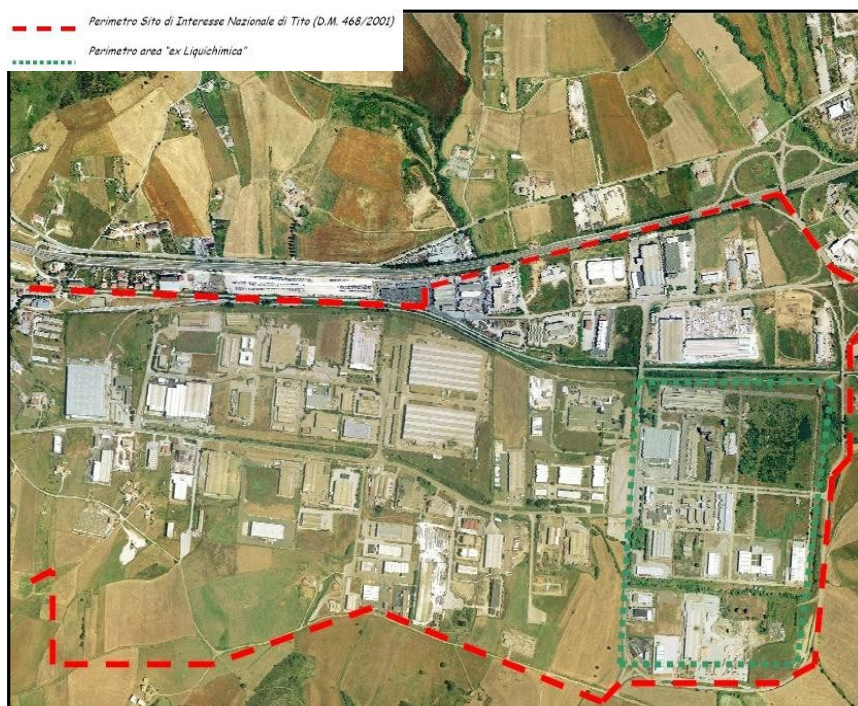 Perimetro Sito di Interesse Nazionale di Tito (D.M. 468/2001)
Perimetro area "ex Liquichimica"